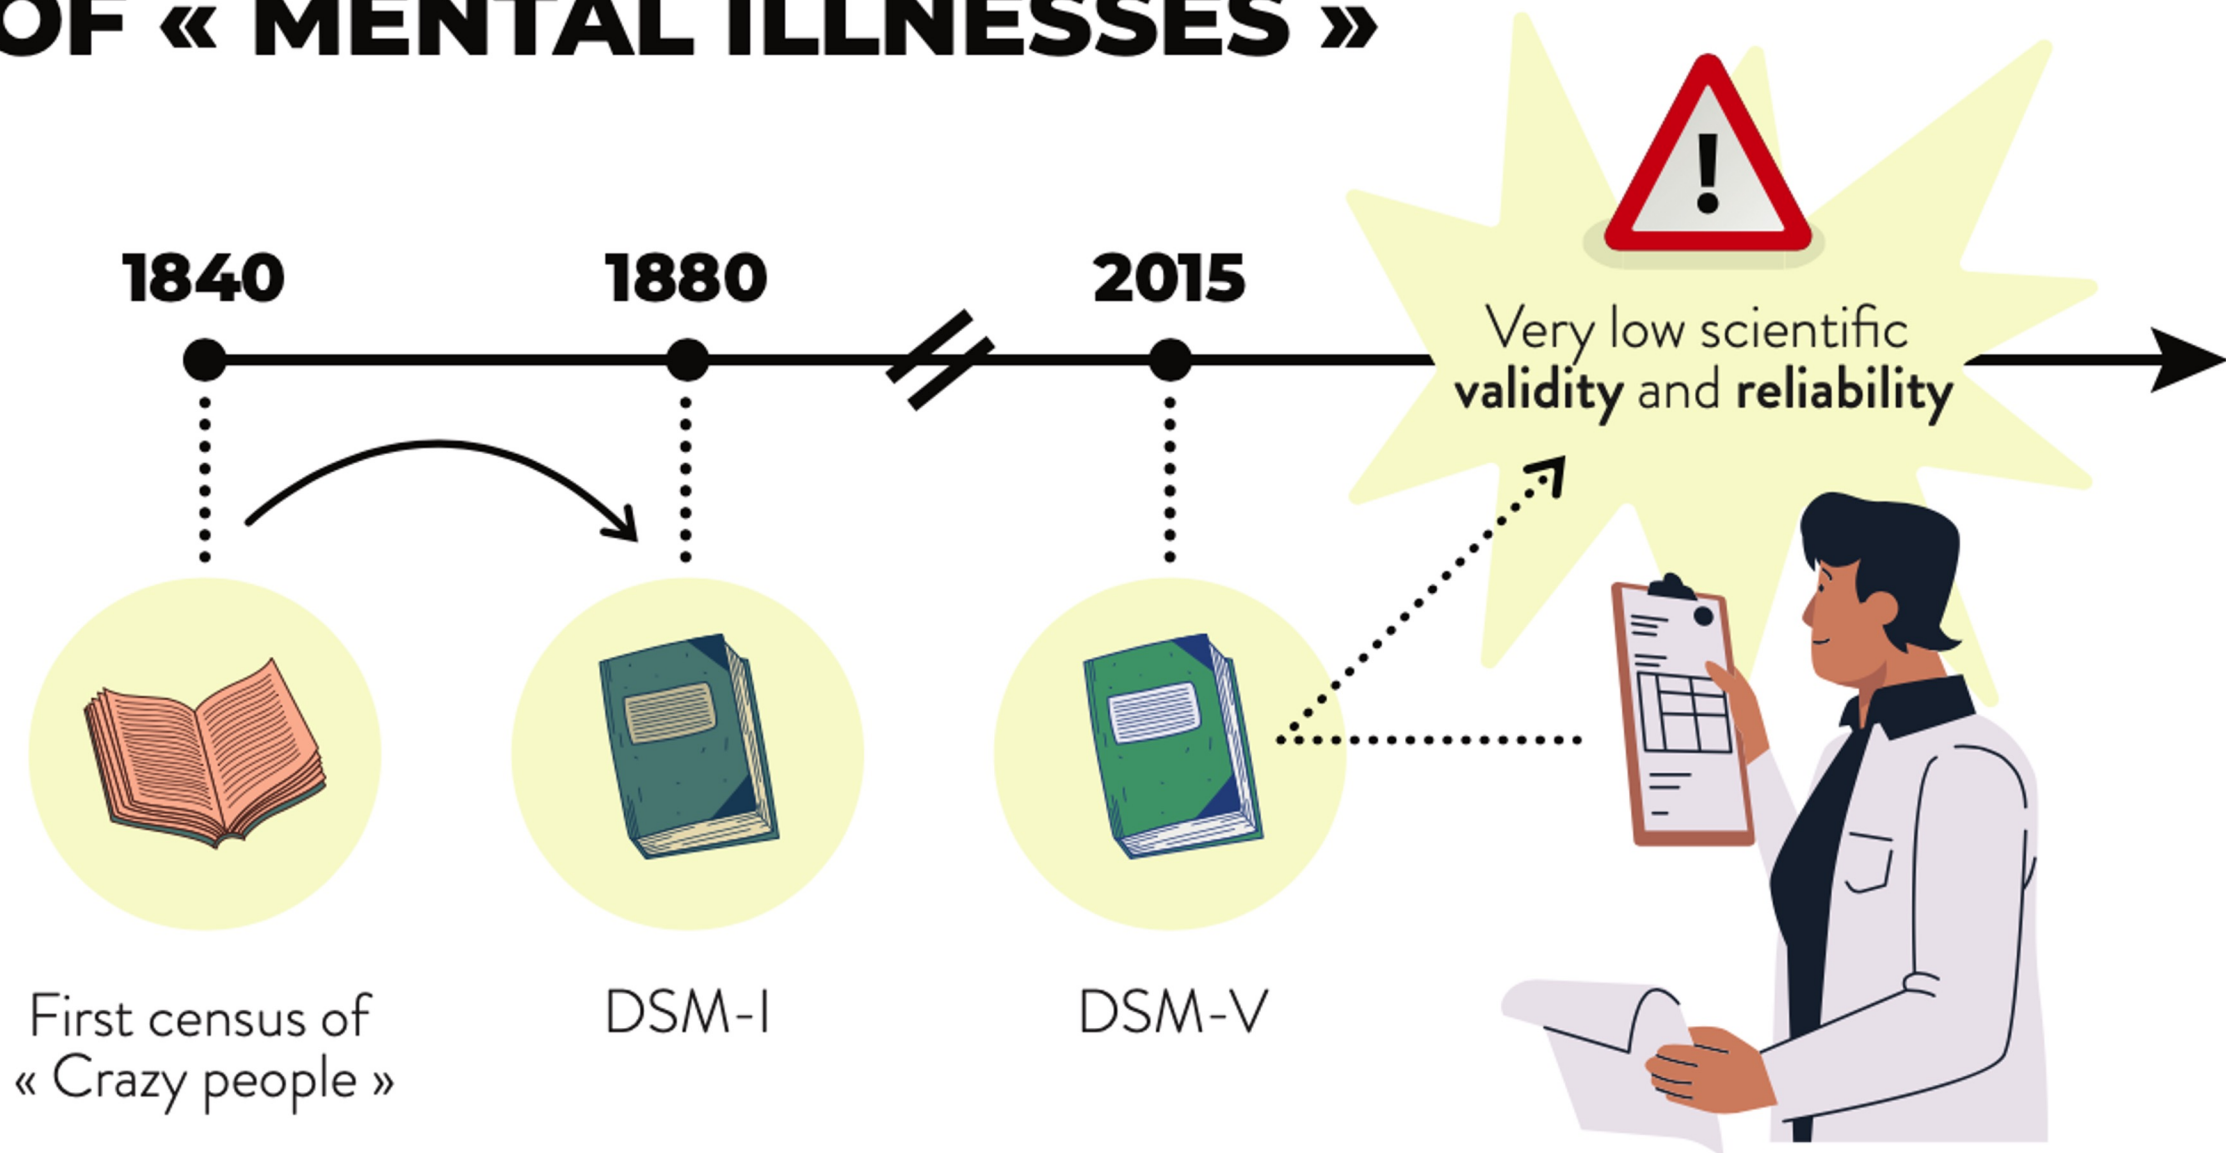 OF « MENTAL ILLNESSES »
!
1840
1880
2015
Very low scientific
validity and reliability
First census of
« Crazy people »
DSM-I
DSM-V